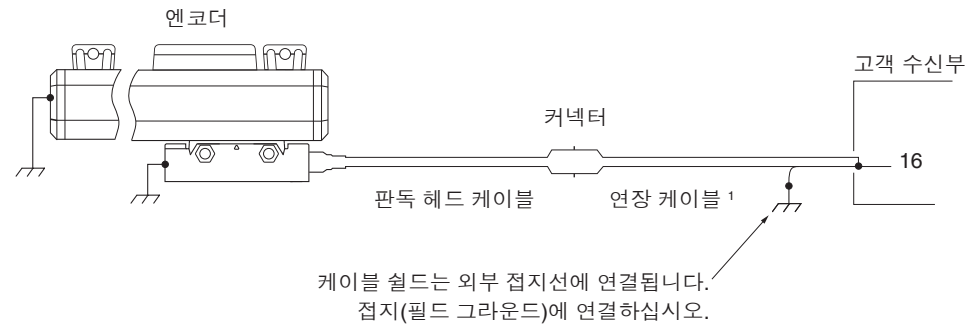 엔코더
고객 수신부
커넥터
16
판독 헤드 케이블
연장 케이블 ¹
케이블 쉴드는 외부 접지선에 연결됩니다.
접지(필드 그라운드)에 연결하십시오.